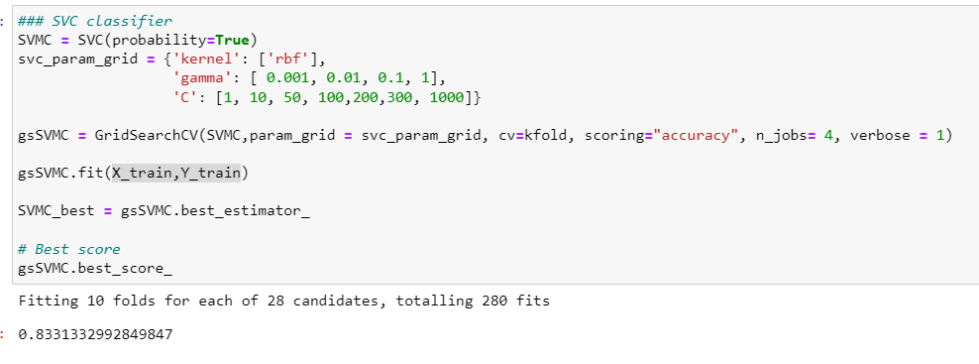 : ### SVC classifier
SVMC = SVC(probability=True)
svc_param_grid = {'kernel': ['rbf'],
'gamma': [ 0.001, 0.01, 0.1, 1],
'C': [1, 10, 50, 100,200,300, 1000]}
gsSVMC = GridSearchCV(SVMC,param_grid = svc_param_grid, cv=kfold, scoring="accuracy", n_jobs= 4, verbose = 1)
gsSVMC.fit(X_train,Y_train)
SVMC_best = gsSVMC.best_estimator_
# Best score
gsSVMC.best_score_
Fitting 10 folds for each of 28 candidates, totalling 280 fits
: 0.8331332992849847